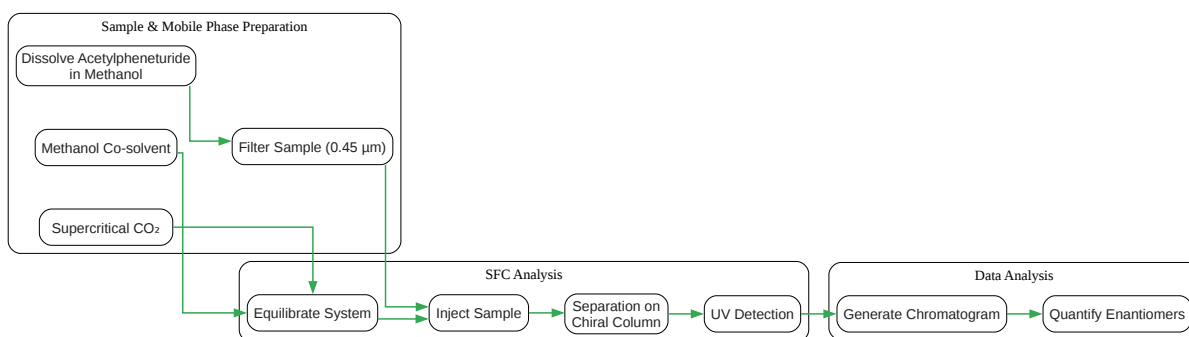 Sample & Mobile Phase Preparation
Dissolve Acetylpheneturide
in Methanol
Methanol Co-solvent
Filter Sample (0.45 µm)
Supercritical CO₂
SFC Analysis
Equilibrate System
Inject Sample
Separation on
Chiral Column
UV Detection
Data Analysis
Generate Chromatogram
Quantify Enantiomers